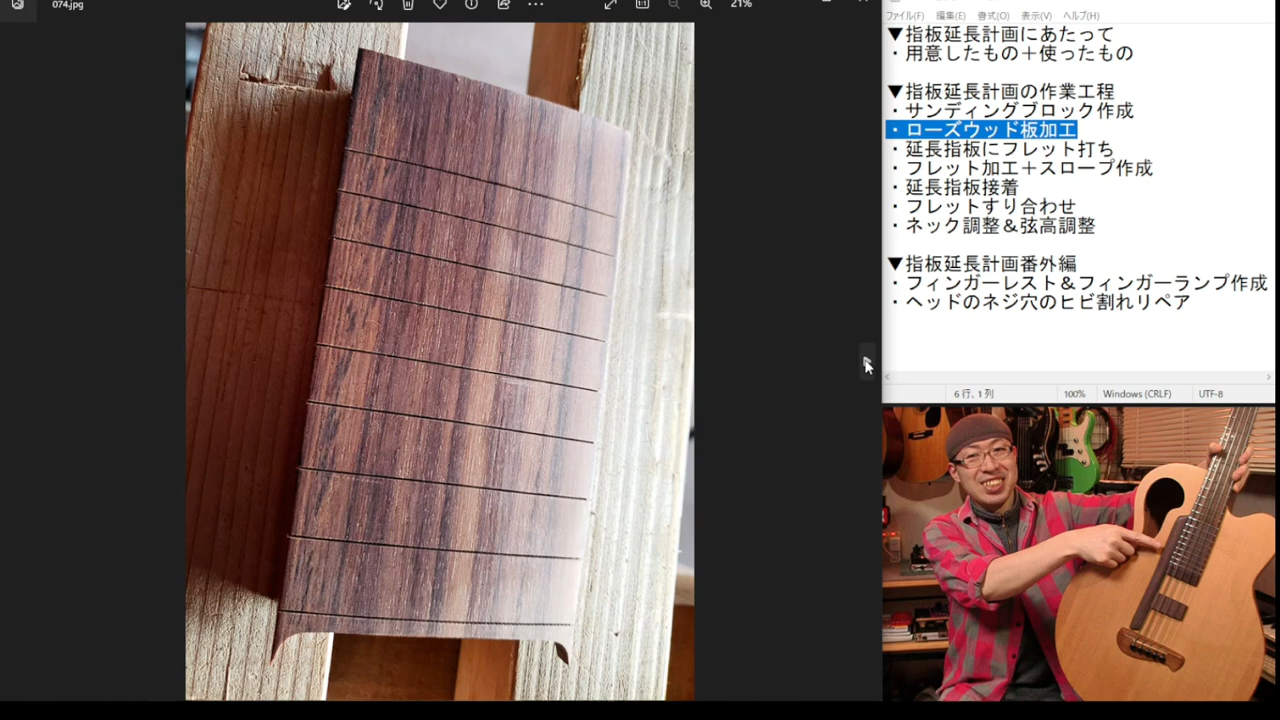 074.jpg
21%
ファイル(F) 編集(E) 書式(O) 表示(V) ヘルプ(H)
▼指板延長計画にあたって
・用意したもの＋使ったもの
▼指板延長計画の作業工程
・サンディングブロック作成
・ローズウッド板加工
・延長指板にフレット打ち
・フレット加工＋スロープ作成
・延長指板接着
・フレットすり合わせ
・ネック調整＆弦高調整
▼指板延長計画番外編
・フィンガーレスト＆フィンガーランプ作成
・ヘッドのネジ穴のヒビ割れリペア
6 行、1 列
100%
Windows (CRLF)
UTF-8